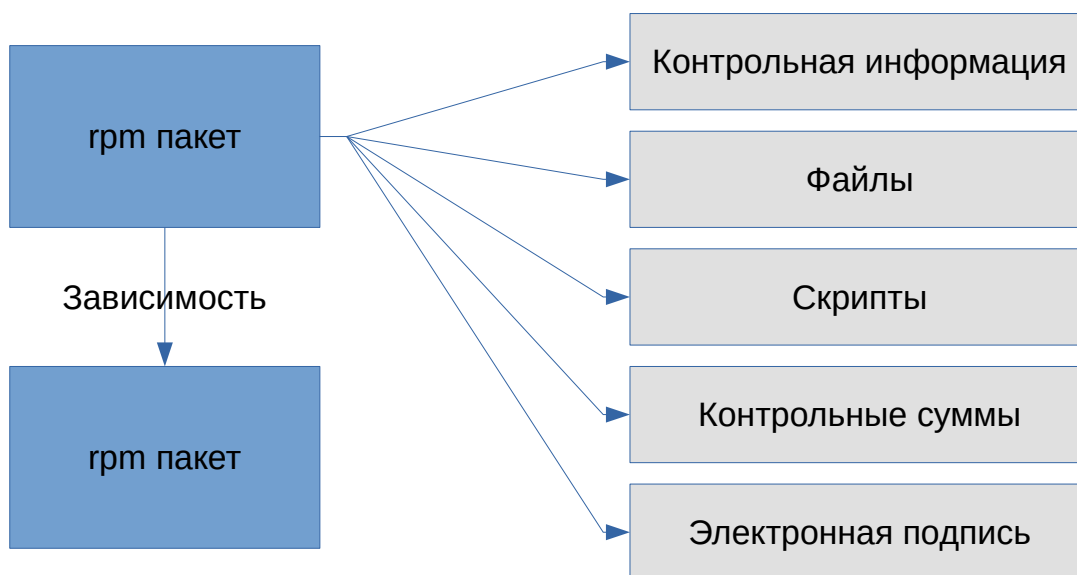 rpm пакет
Зависимость
rpm пакет
Контрольная информация
Файлы
Скрипты
Контрольные суммы
Электронная подпись